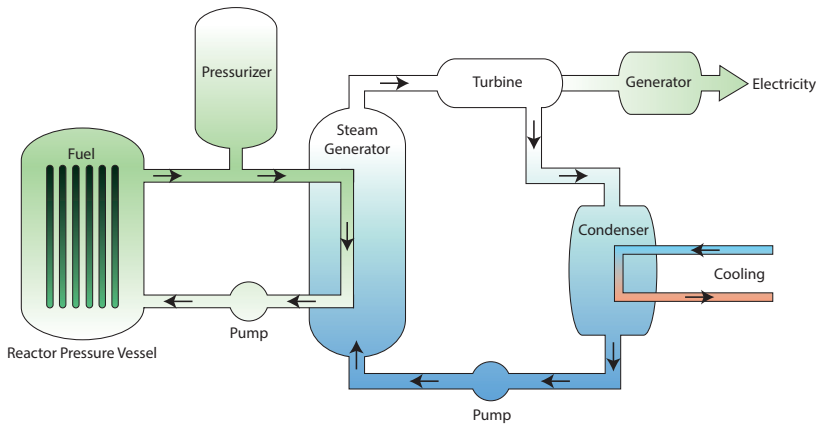 Pressurizer
Turbine
Generator
Electricity
Steam
Generator
Fuel
Condenser
Cooling
Pump
Reactor Pressure Vessel
Pump